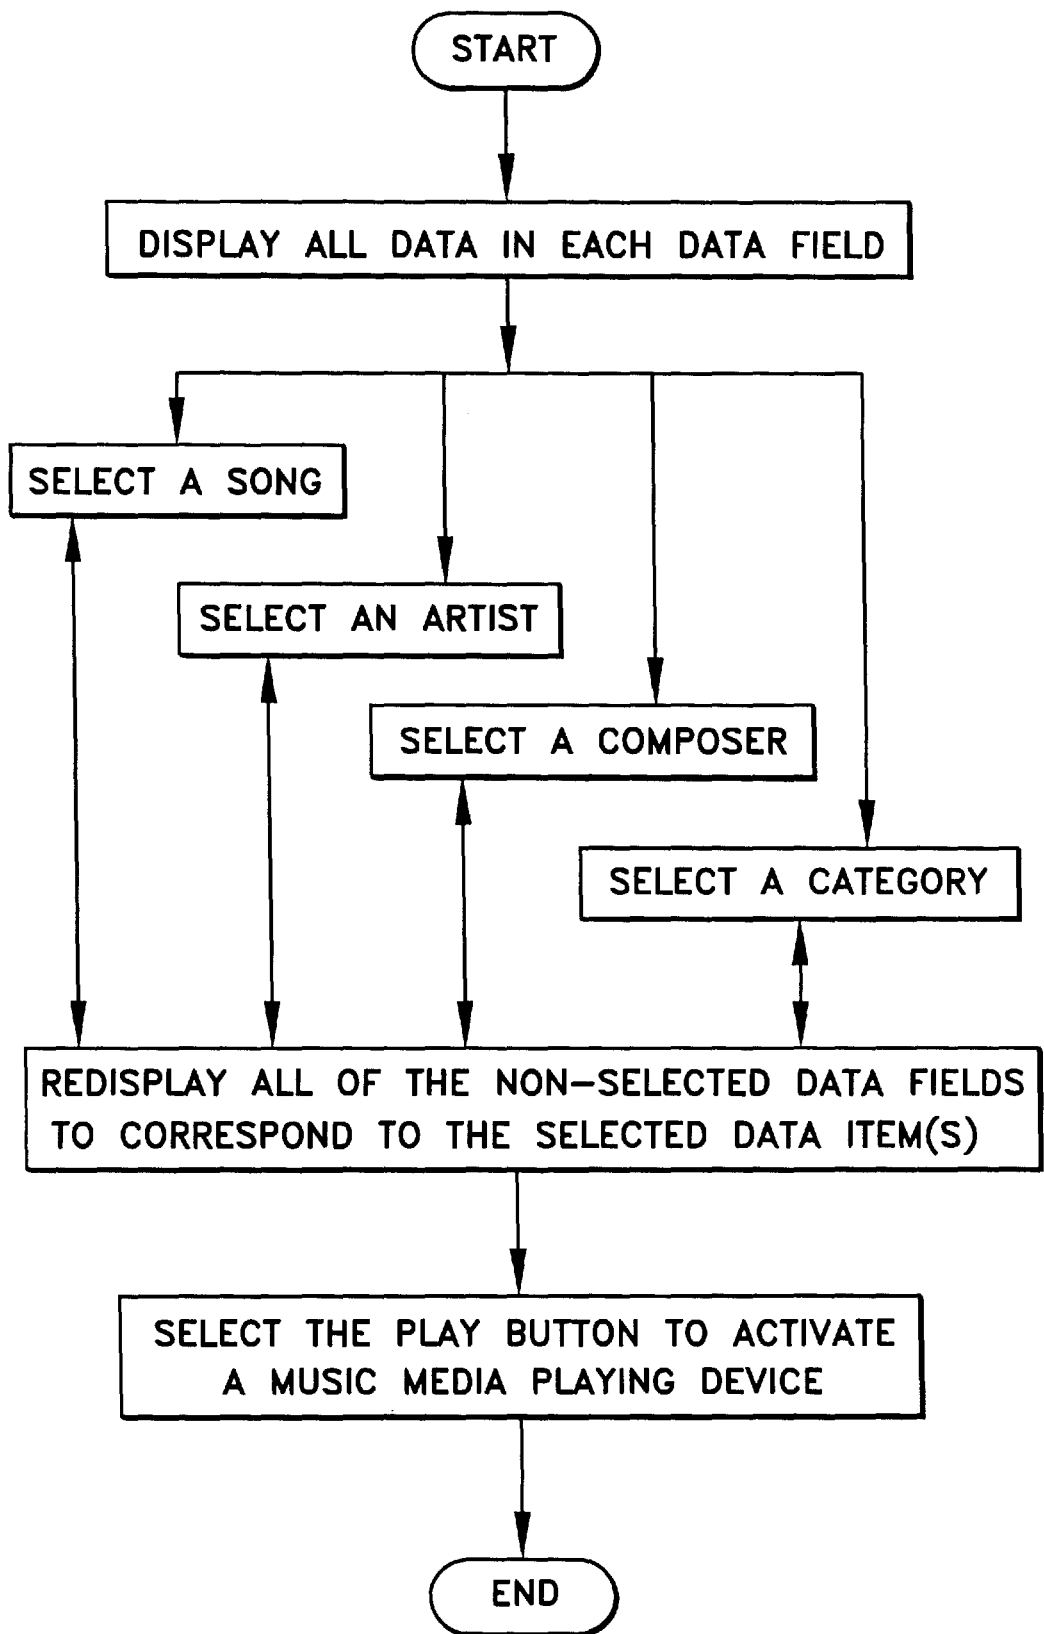 START
DISPLAY ALL DATA IN EACH DATA FIELD
SELECT A SONG
SELECT AN ARTIST
SELECT A COMPOSER
SELECT A CATEGORY
REDISPLAY ALL OF THE NON-SELECTED DATA FIELDS
TO CORRESPOND TO THE SELECTED DATA ITEM(S)
SELECT THE PLAY BUTTON TO ACTIVATE
A MUSIC MEDIA PLAYING DEVICE
END